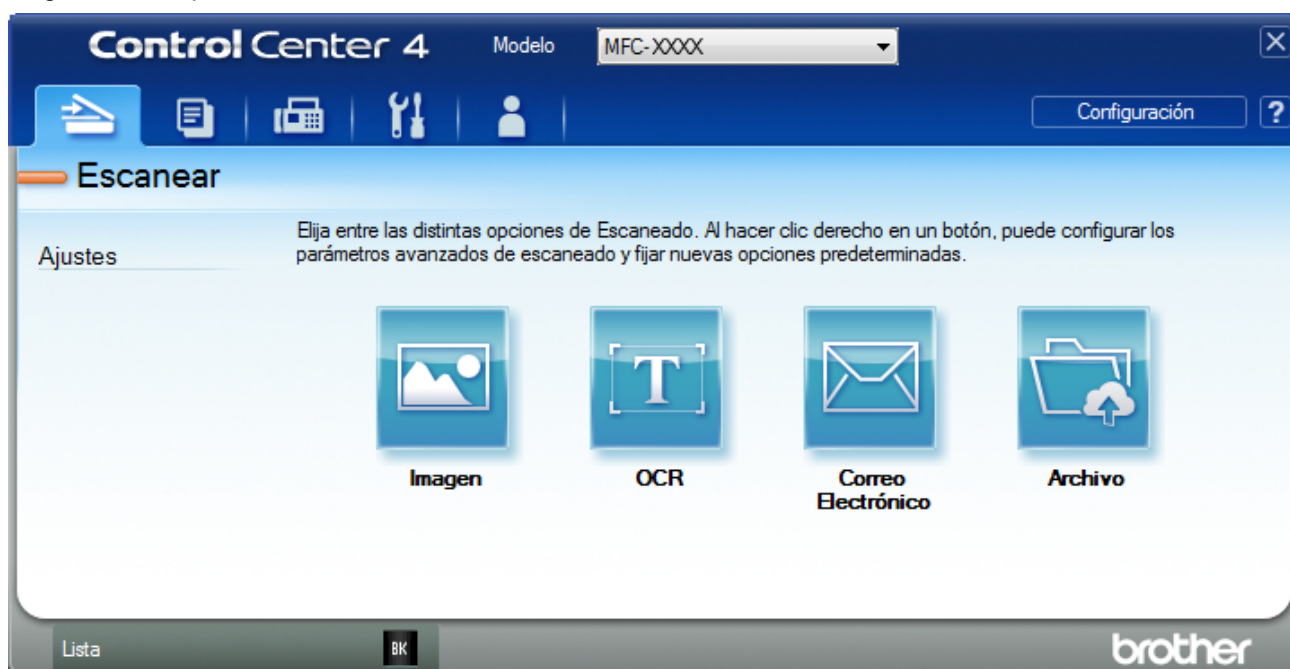 Control Center 4
Modelo
MFC-XXXX
Configuración
?
Escanear
Ajustes
Elija entre las distintas opciones de Escaneado. Al hacer clic derecho en un botón, puede configurar los
parámetros avanzados de escaneado y fijar nuevas opciones predeterminadas.
T
Imagen
OCR
Correo
Electrónico
Archivo
Lista
BK
brother